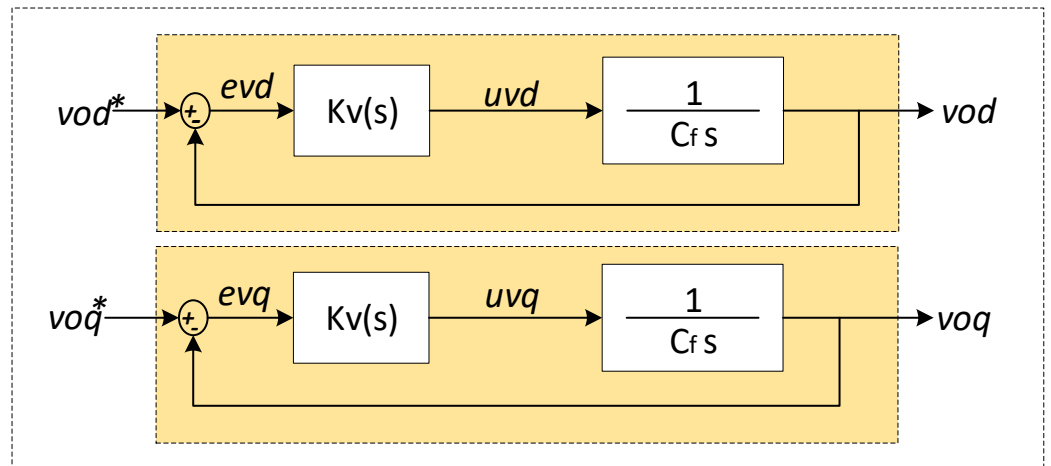 vod*
+
-
evd
Kv(s)
uvd
1
Cf s
vod
voq*
+
-
evq
Kv(s)
uvq
1
Cf s
voq